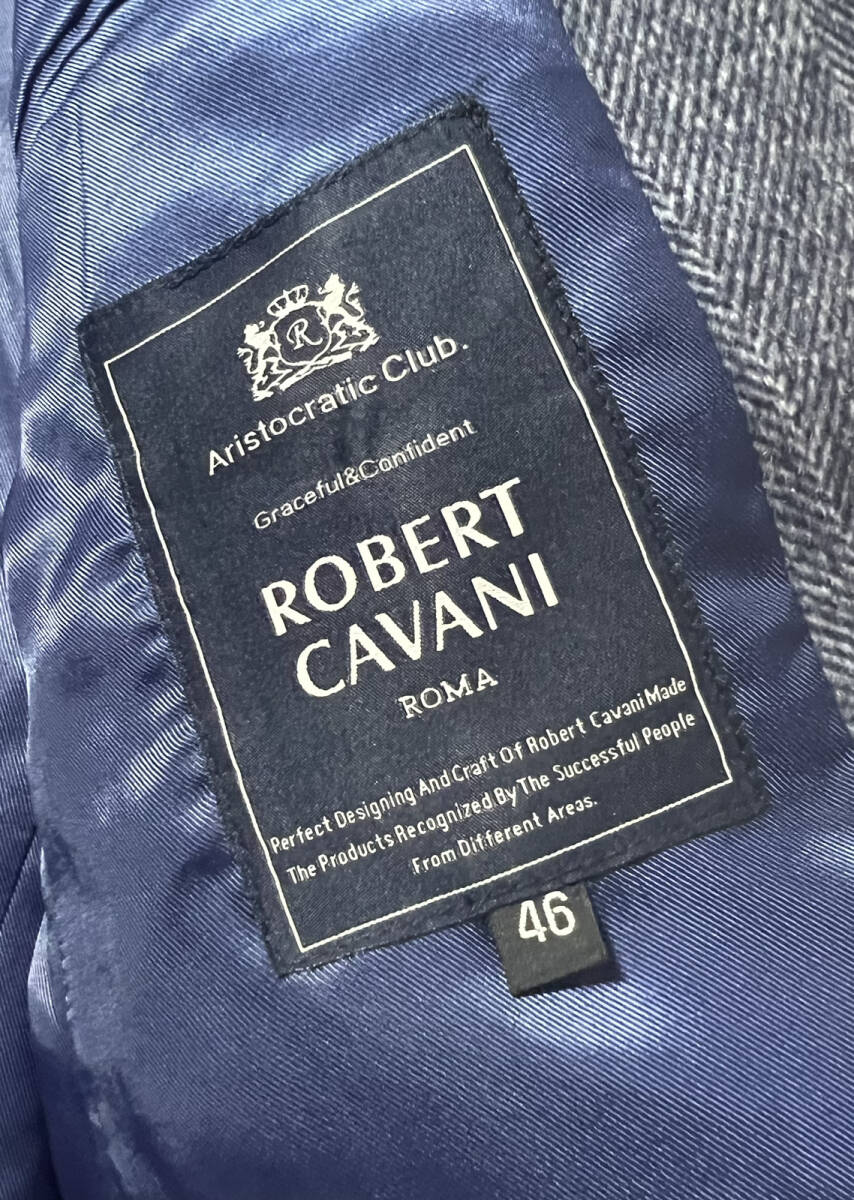 R
Aristocratic Club.
Graceful&Confident
ROBERT
CAVANI
ROMA
Perfect Designing And Craft Of Robert Cavani Made
The Products Recognized By The Successful People
From Different Areas.
46